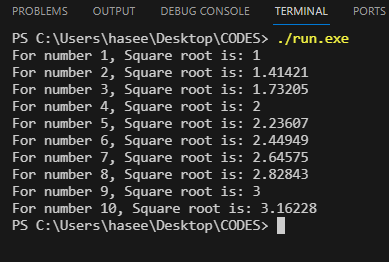 PROBLEMS OUTPUT DEBUG CONSOLE TERMINAL PORTS
PS C:\Users\hasee\Desktop\CODES> ./run.exe
For number 1, Square root is: 1
For number 2, Square root is: 1.41421
For number 3, Square root is: 1.73205
For number 4, Square root is: 2
For number 5, Square root is: 2.23607
For number 6, Square root is: 2.44949
For number 7, Square root is: 2.64575
For number 8, Square root is: 2.82843
For number 9, Square root is: 3
For number 10, Square root is: 3.16228
PS C:\Users\hasee\Desktop\CODES>